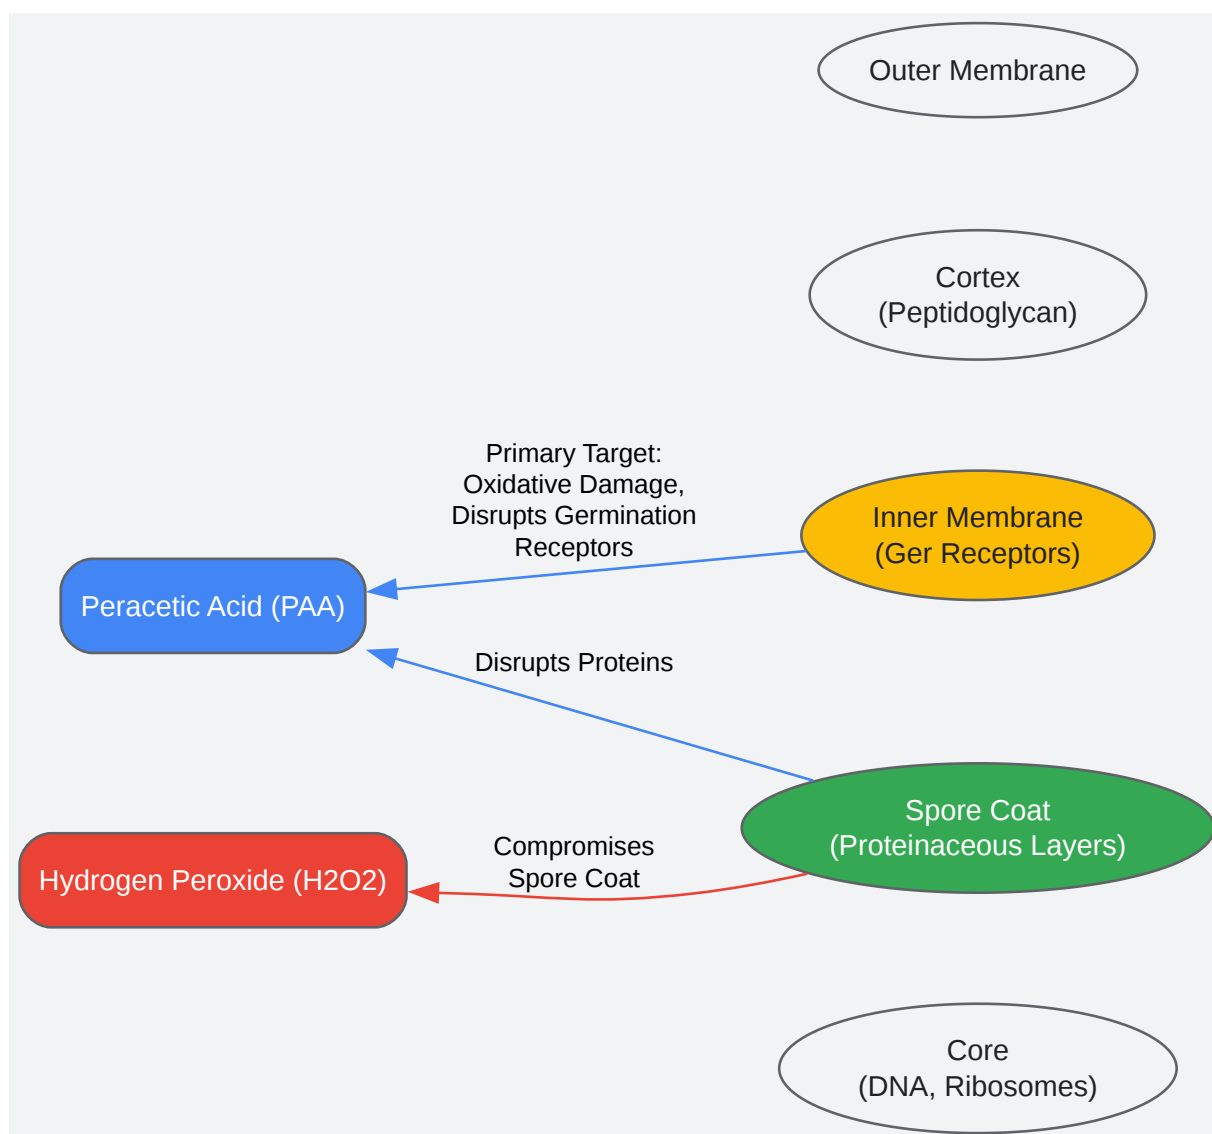 Outer Membrane
Cortex
(Peptidoglycan)
Primary Target:
Oxidative Damage,
Disrupts Germination
Receptors
Inner Membrane
(Ger Receptors)
Peracetic Acid (PAA)
Disrupts Proteins
Spore Coat
(Proteinaceous Layers)
Compromises
Spore Coat
Hydrogen Peroxide (H2O2)
Core
(DNA, Ribosomes)